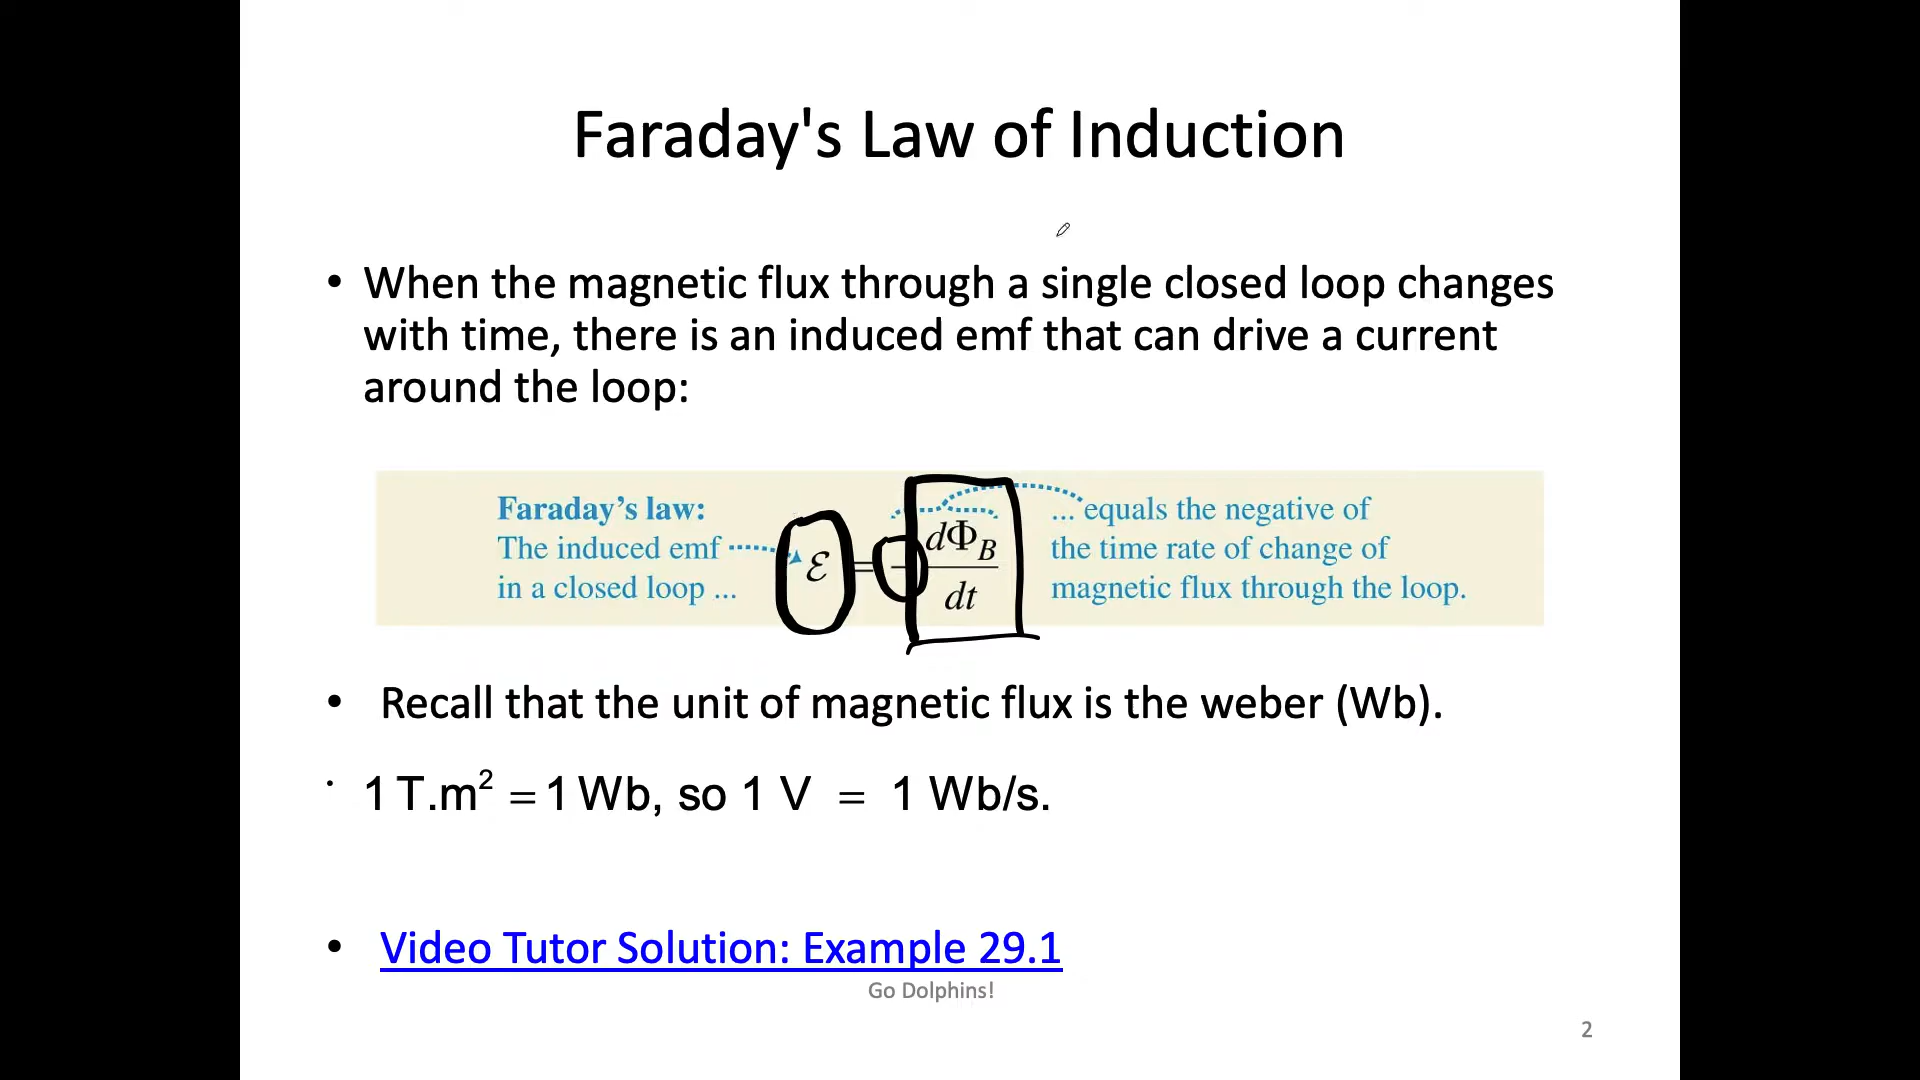 Faraday's Law of Induction
• When the magnetic flux through a single closed loop changes
with time, there is an induced emf that can drive a current
around the loop:
Faraday’s law:
The induced emf
in a closed loop ...
ℰ = − dΦ_B / dt
... equals the negative of
the time rate of change of
magnetic flux through the loop.
• Recall that the unit of magnetic flux is the weber (Wb).
• 1 T.m² = 1 Wb, so 1 V = 1 Wb/s.
• Video Tutor Solution: Example 29.1
Go Dolphins!
2